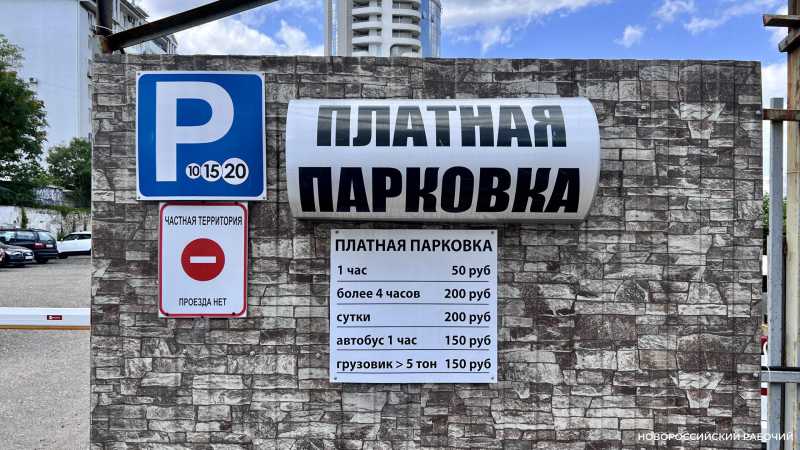 P
10 15 20
ПЛАТНАЯ
ПАРКОВКА
ЧАСТНАЯ ТЕРРИТОРИЯ
ПРОЕЗДА НЕТ
ПЛАТНАЯ ПАРКОВКА
1 час 50 руб
более 4 часов 200 руб
сутки 200 руб
автобус 1 час 150 руб
грузовик > 5 тон 150 руб
НОВОРОССИЙСКИЙ РАБОЧИЙ